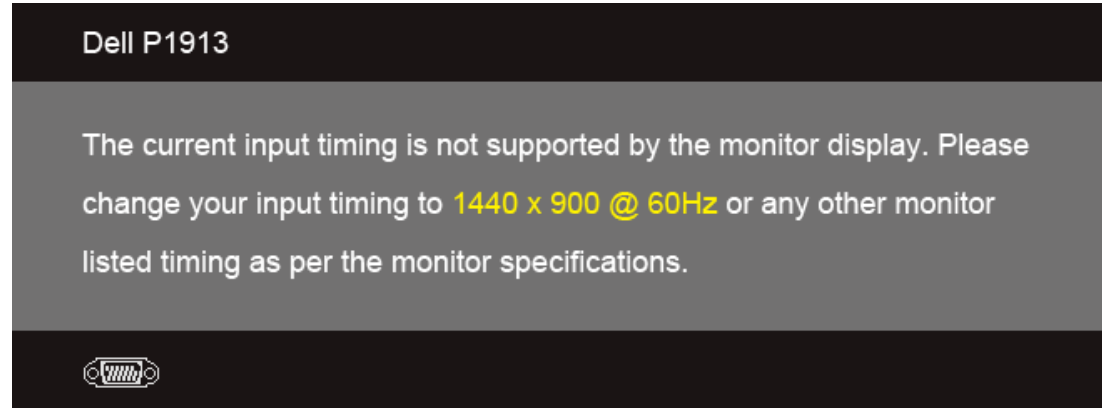 Dell P1913
The current input timing is not supported by the monitor display. Please
change your input timing to 1440 x 900 @ 60Hz or any other monitor
listed timing as per the monitor specifications.